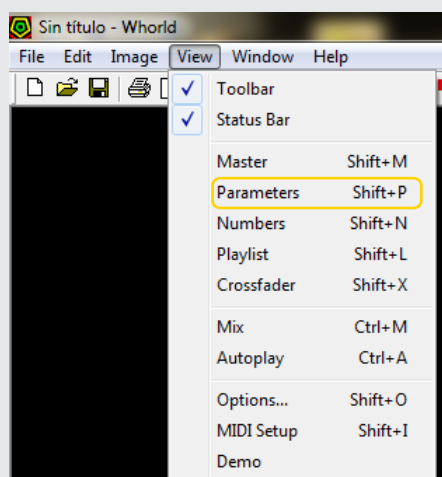 Sin título - Whorld
File Edit Image View Window Help
Toolbar
Status Bar
Master Shift+M
Parameters Shift+P
Numbers Shift+N
Playlist Shift+L
Crossfader Shift+X
Mix Ctrl+M
Autoplay Ctrl+A
Options... Shift+O
MIDI Setup Shift+I
Demo